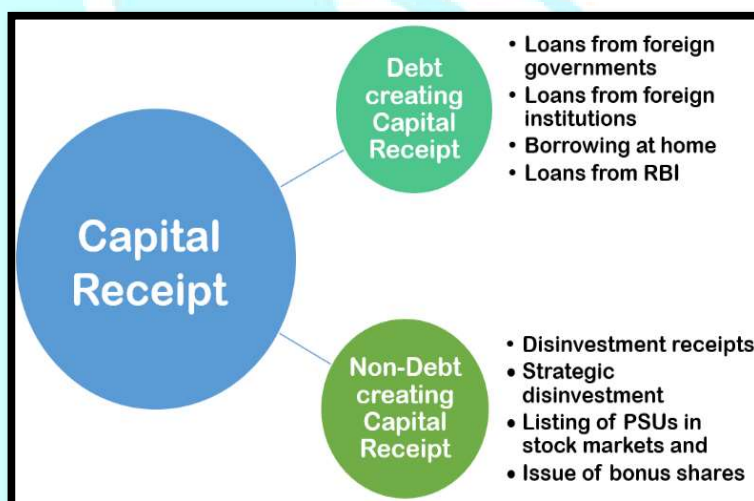 Capital
Receipt
Debt
creating
Capital
Receipt
• Loans from foreign
governments
• Loans from foreign
institutions
• Borrowing at home
• Loans from RBI
Non-Debt
creating
Capital
Receipt
• Disinvestment receipts
• Strategic
disinvestment
• Listing of PSUs in
stock markets and
• Issue of bonus shares